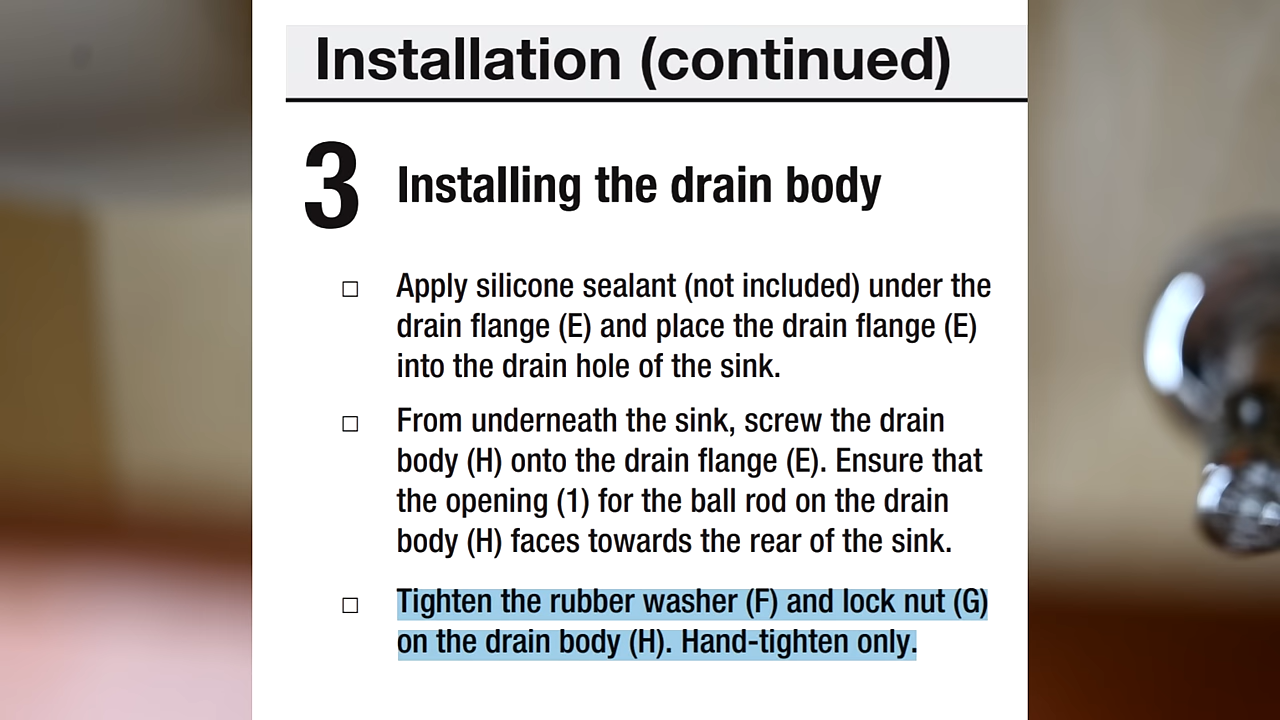 Installation (continued)
3 Installing the drain body
□ Apply silicone sealant (not included) under the
drain flange (E) and place the drain flange (E)
into the drain hole of the sink.
□ From underneath the sink, screw the drain
body (H) onto the drain flange (E). Ensure that
the opening (1) for the ball rod on the drain
body (H) faces towards the rear of the sink.
□ Tighten the rubber washer (F) and lock nut (G)
on the drain body (H). Hand-tighten only.